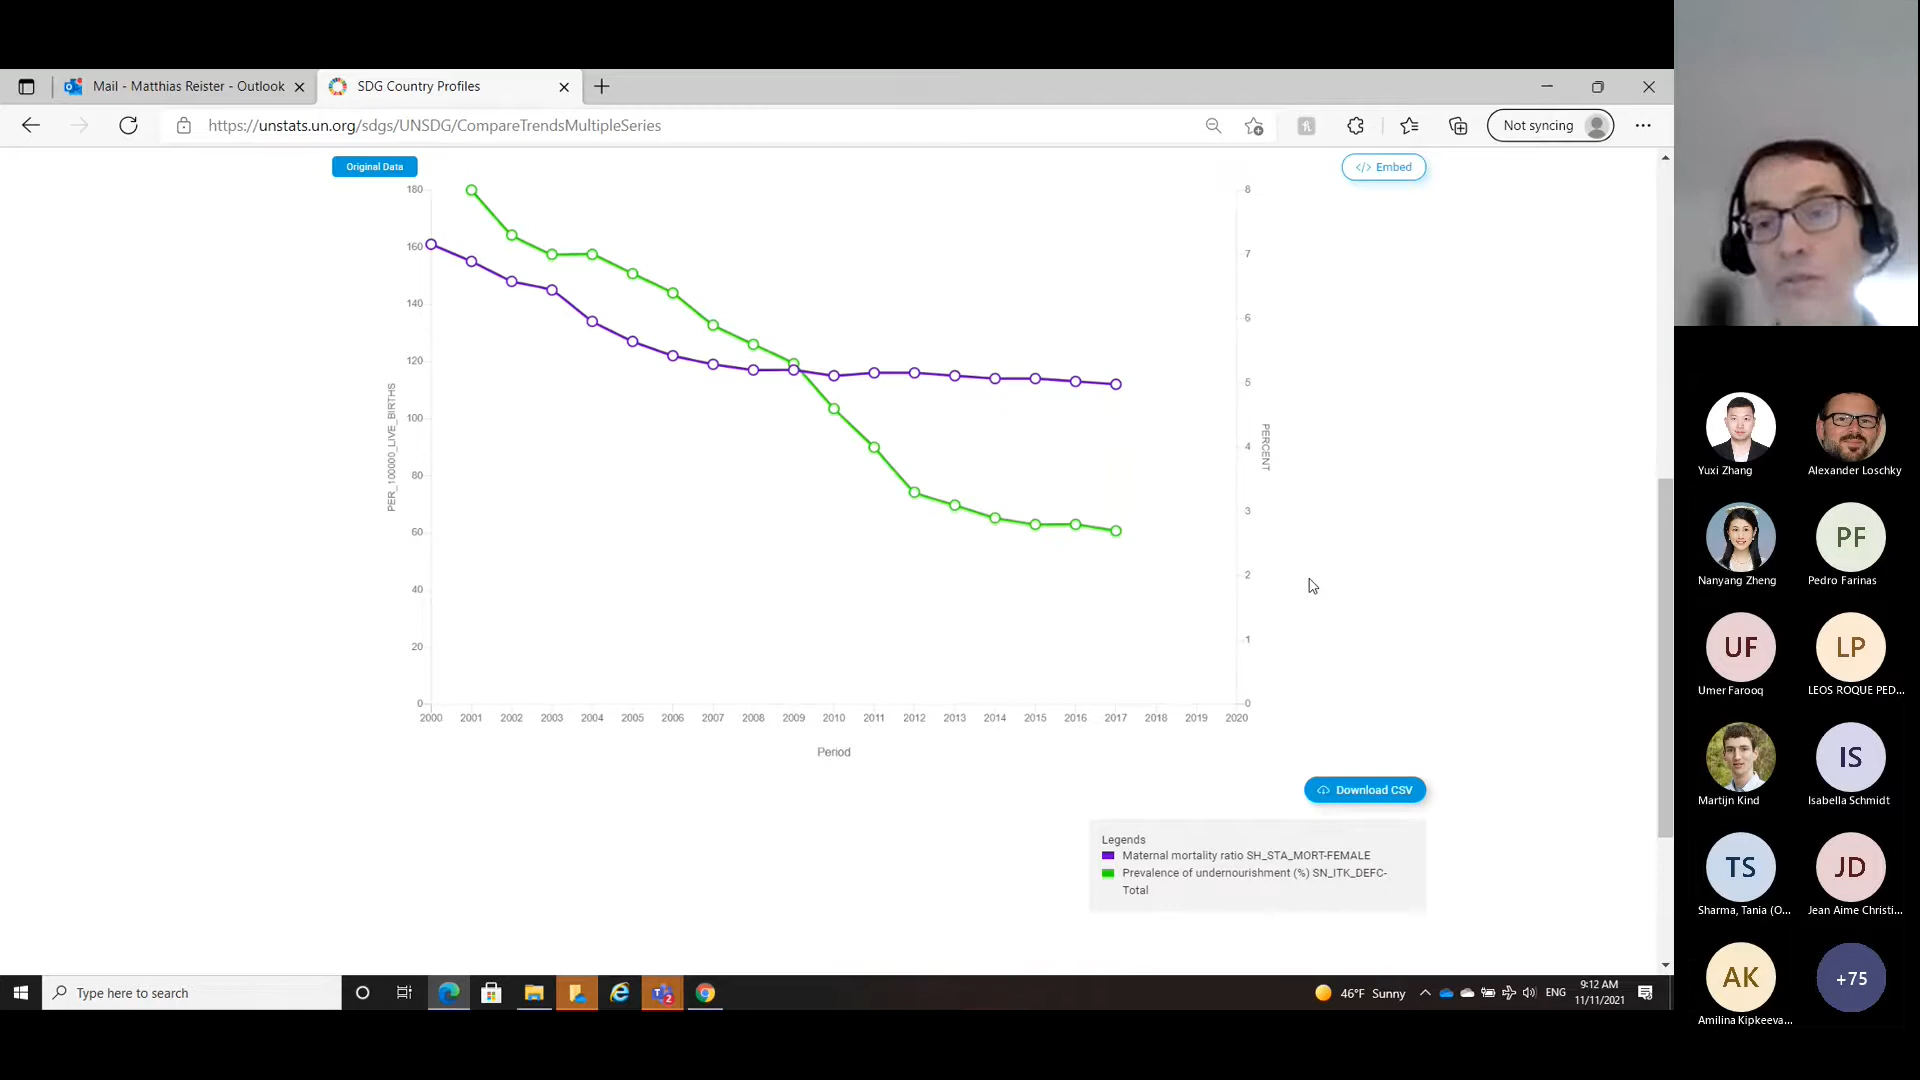 Mail - Matthias Reister - Outlook
SDG Country Profiles
https://unstats.un.org/sdgs/UNSDG/CompareTrendsMultipleSeries
Not syncing
Original Data
</> Embed
180
160
140
120
100
80
60
40
20
0
PER_100000_LIVE_BIRTHS
8
7
6
5
4
3
2
1
0
PERCENT
2000 2001 2002 2003 2004 2005 2006 2007 2008 2009 2010 2011 2012 2013 2014 2015 2016 2017 2018 2019 2020
Period
Download CSV
Legends
Maternal mortality ratio SH_STA_MORT-FEMALE
Prevalence of undernourishment (%) SN_ITK_DEFC-
Total
Type here to search
2
46°F Sunny
ENG
9:12 AM
11/11/2021
Yuxi Zhang
Alexander Loschky
Nanyang Zheng
PF
Pedro Farinas
UF
Umer Farooq
LP
LEOS ROQUE PED...
Martijn Kind
IS
Isabella Schmidt
TS
Sharma, Tania (O...
JD
Jean Aime Christi...
AK
Amilina Kipkeeva...
+75